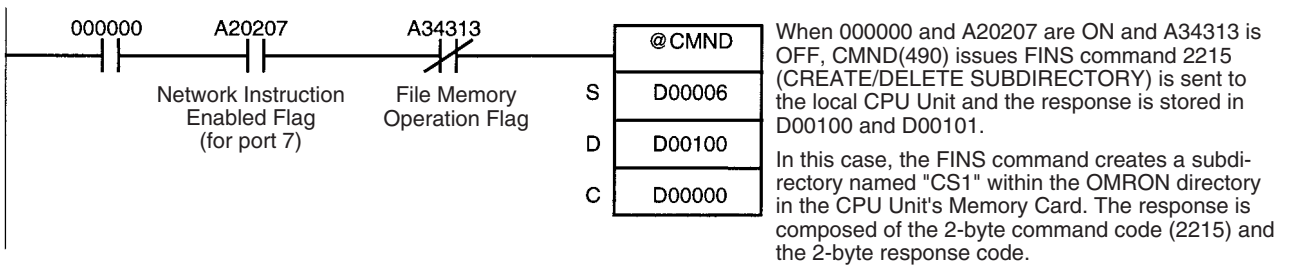 000000 A20207 A34313
Network Instruction
Enabled Flag
(for port 7)
File Memory
Operation Flag
@CMND
S D00006
D D00100
C D00000
When 000000 and A20207 are ON and A34313 is
OFF, CMND(490) issues FINS command 2215
(CREATE/DELETE SUBDIRECTORY) is sent to
the local CPU Unit and the response is stored in
D00100 and D00101.
In this case, the FINS command creates a subdi-
rectory named "CS1" within the OMRON directory
in the CPU Unit's Memory Card. The response is
composed of the 2-byte command code (2215) and
the 2-byte response code.